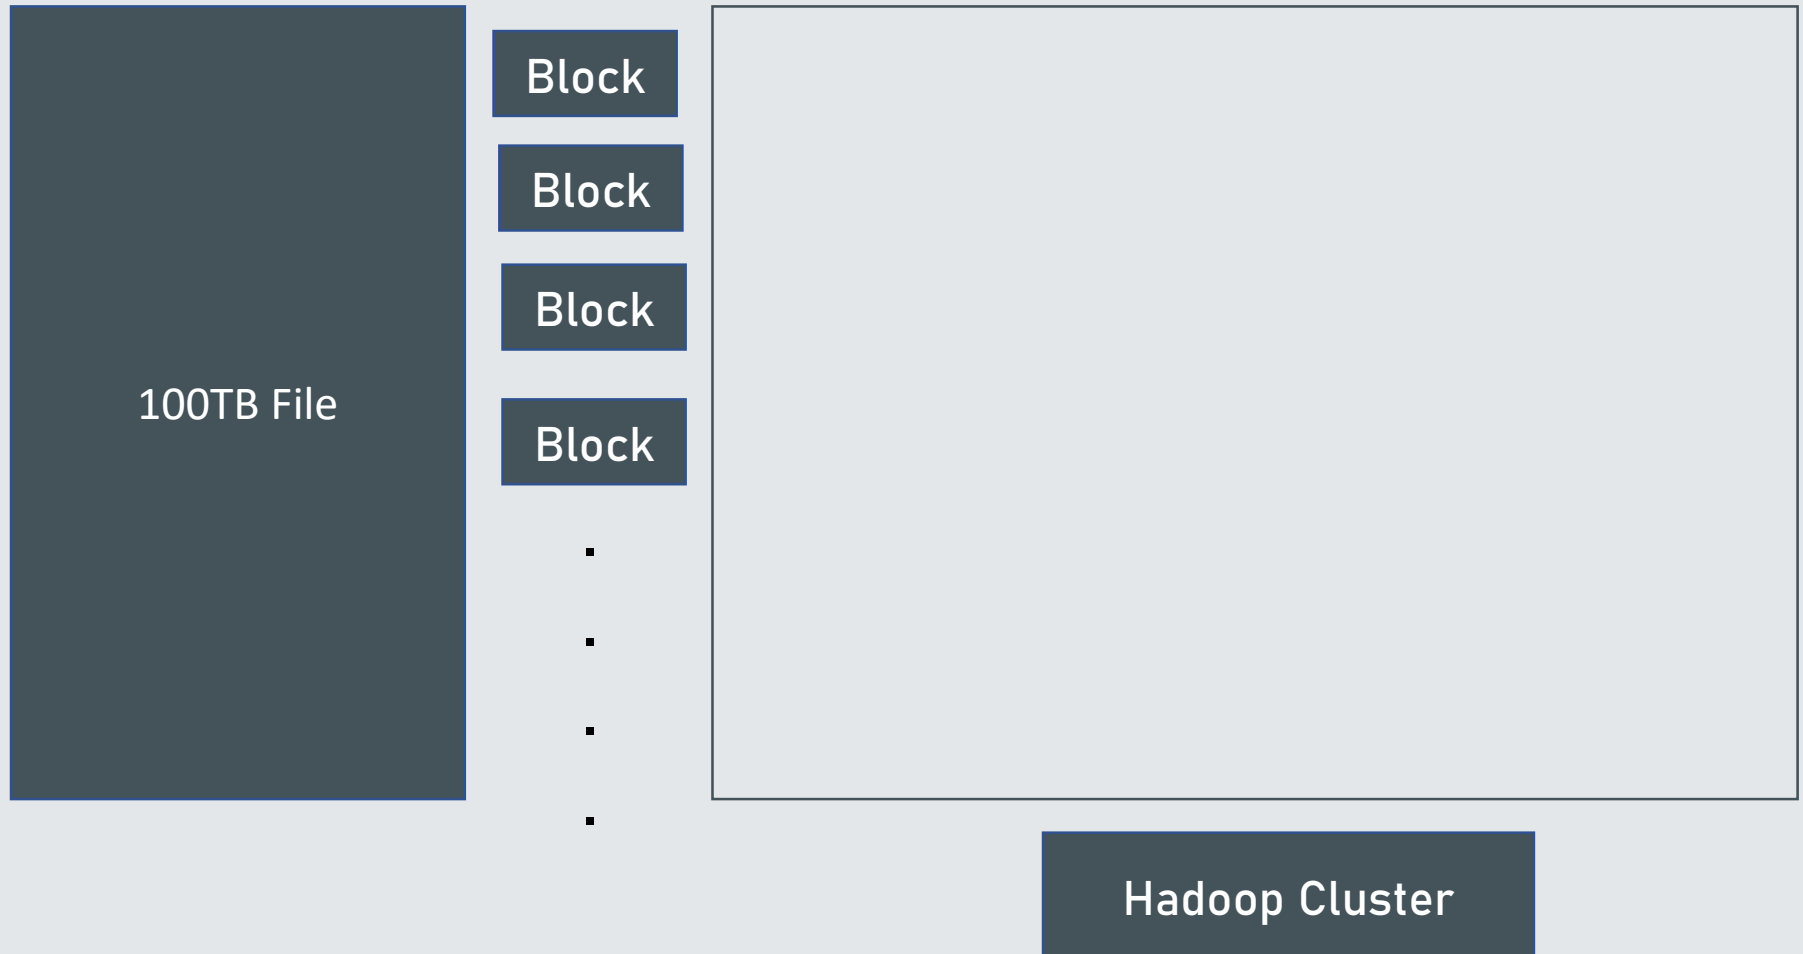 100TB File
Block
Block
Block
Block
.
.
.
.
Hadoop Cluster